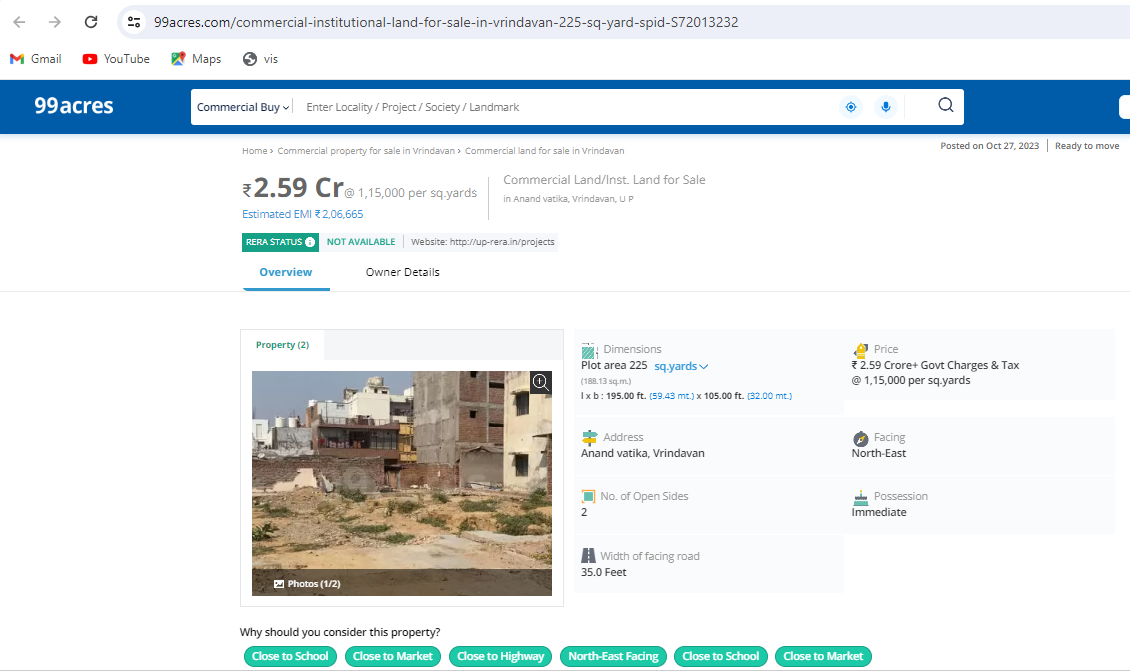 99acres.com/commercial-institutional-land-for-sale-in-vrindavan-225-sq-yard-spid-S72013232
Gmail YouTube Maps vis
99acres Commercial Buy Enter Locality / Project / Society / Landmark
Home › Commercial property for sale in Vrindavan › Commercial land for sale in Vrindavan Posted on Oct 27, 2023 Ready to move
₹ 2.59 Cr @ 1,15,000 per sq.yards Commercial Land/Inst. Land for Sale
in Anand vatika, Vrindavan, U P
Estimated EMI ₹ 2,06,665
RERA STATUS NOT AVAILABLE Website: http://up-rera.in/projects
Overview Owner Details
Property (2)
Dimensions
Plot area 225 sq.yards
(188.13 sq.m.)
l x b : 195.00 ft. (59.43 mt.) x 105.00 ft. (32.00 mt.)
Price
₹ 2.59 Crore+ Govt Charges & Tax
@ 1,15,000 per sq.yards
Address
Anand vatika, Vrindavan
Facing
North-East
No. of Open Sides
2
Possession
Immediate
Width of facing road
35.0 Feet
Photos (1/2)
Why should you consider this property?
Close to School Close to Market Close to Highway North-East Facing Close to School Close to Market